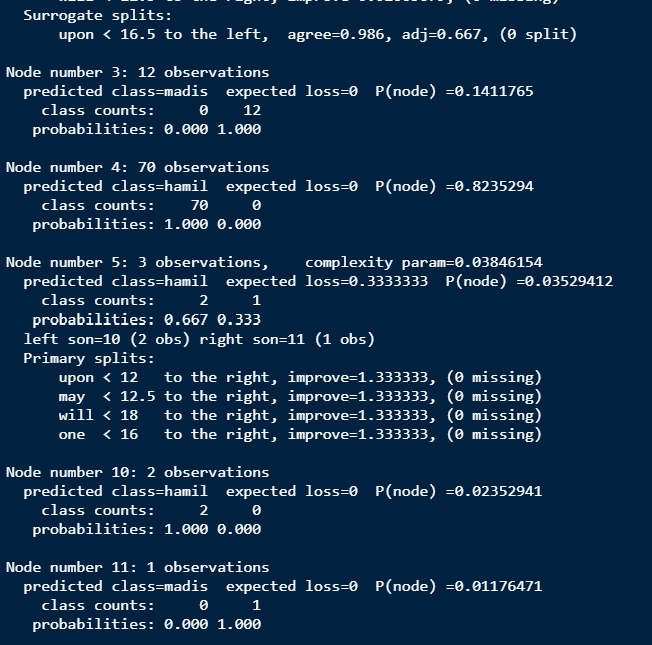 (0 missing)
Surrogate splits:
upon < 16.5 to the left, agree=0.986, adj=0.667, (0 split)
Node number 3: 12 observations
predicted class=madis expected loss=0 P(node) =0.1411765
class counts: 0 12
probabilities: 0.000 1.000
Node number 4: 70 observations
predicted class=hamil expected loss=0 P(node) =0.8235294
class counts: 70 0
probabilities: 1.000 0.000
Node number 5: 3 observations, complexity param=0.03846154
predicted class=hamil expected loss=0.3333333 P(node) =0.03529412
class counts: 2 1
probabilities: 0.667 0.333
left son=10 (2 obs) right son=11 (1 obs)
Primary splits:
upon < 12 to the right, improve=1.333333, (0 missing)
may < 12.5 to the right, improve=1.333333, (0 missing)
will < 18 to the right, improve=1.333333, (0 missing)
one < 16 to the right, improve=1.333333, (0 missing)
Node number 10: 2 observations
predicted class=hamil expected loss=0 P(node) =0.02352941
class counts: 2 0
probabilities: 1.000 0.000
Node number 11: 1 observations
predicted class=madis expected loss=0 P(node) =0.01176471
class counts: 0 1
probabilities: 0.000 1.000